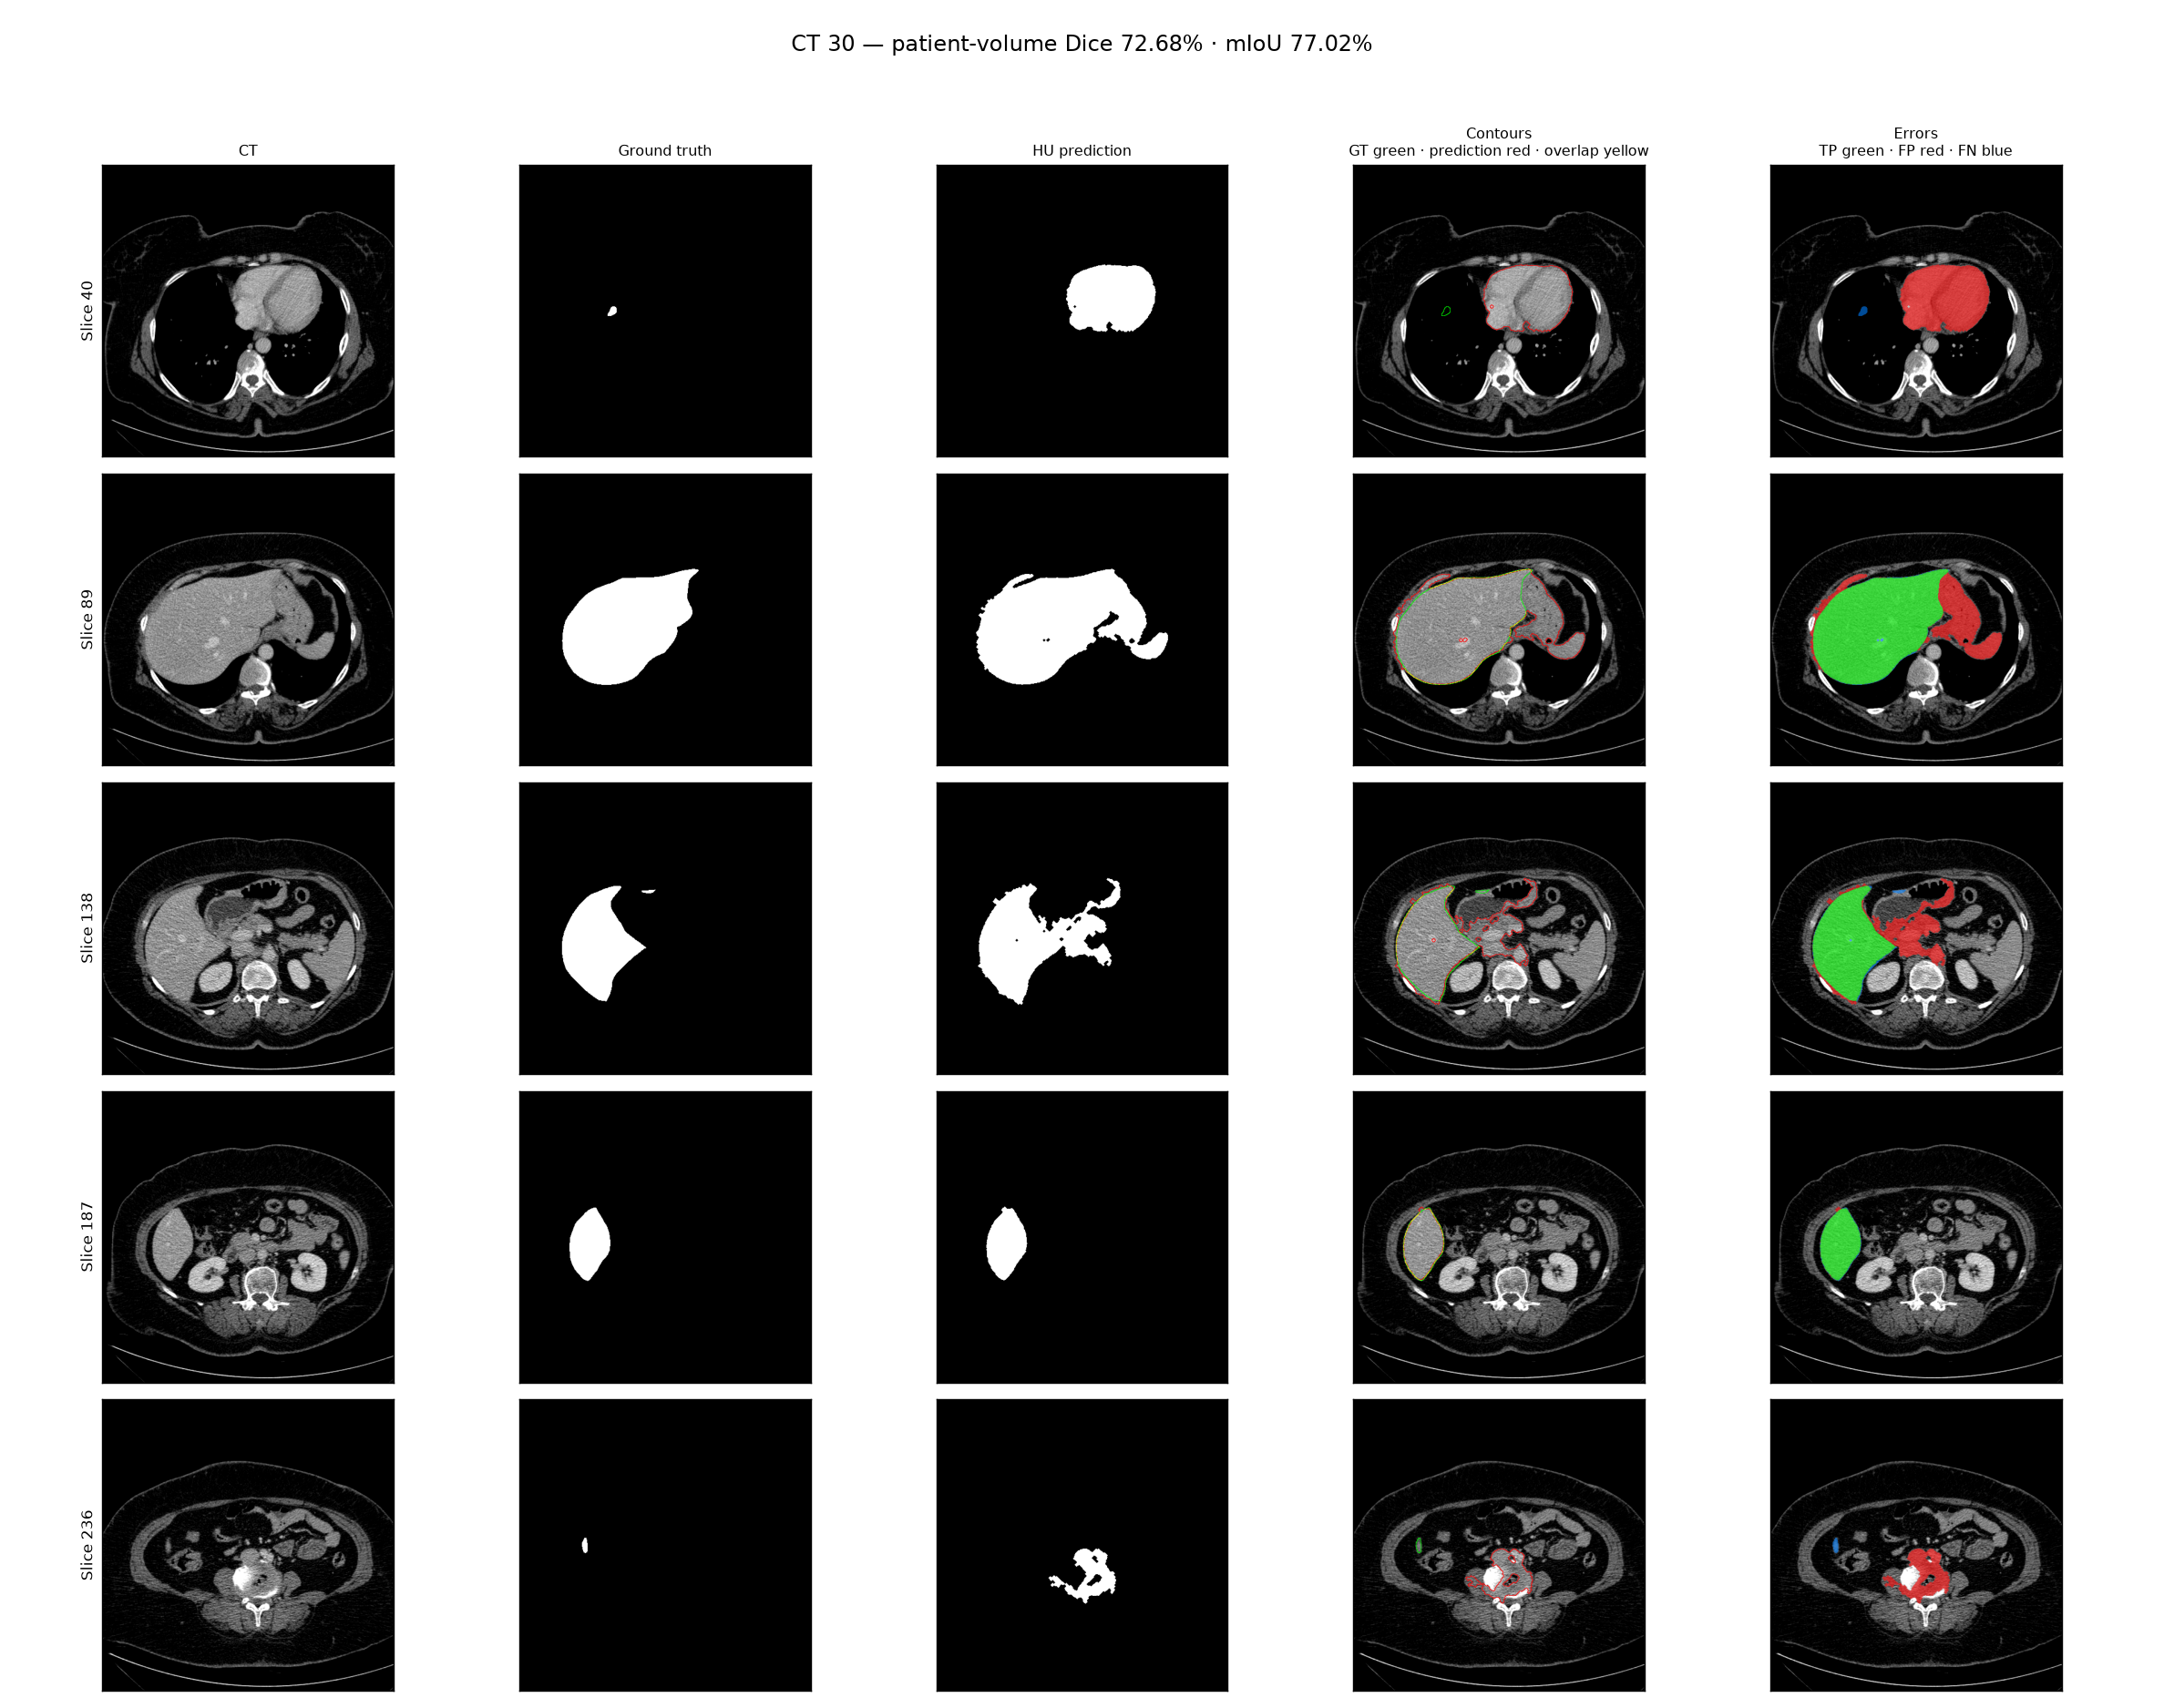 CT 30 — patient-volume Dice 72.68% · mIoU 77.02%
CT
Ground truth
HU prediction
Contours
GT green · prediction red · overlap yellow
Errors
TP green · FP red · FN blue
Slice 40
Slice 89
Slice 138
Slice 187
Slice 236